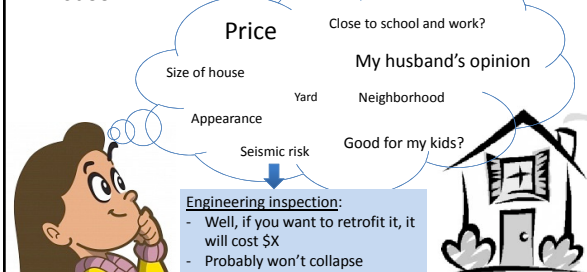 Price
Close to school and work?
My husband's opinion
Size of house
Yard
Neighborhood
Appearance
Good for my kids?
Seismic risk
Engineering inspection:
- Well, if you want to retrofit it, it
will cost $X
- Probably won't collapse